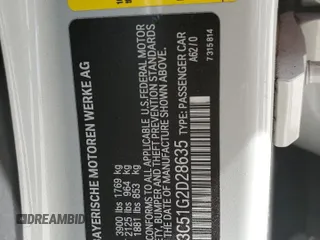 BAYERISCHE MOTOREN WERKE AG
3900 lbs 1769 kg
2125 lbs 964 kg
1881 lbs 853 kg
CONFORMS TO ALL APPLICABLE U.S.FEDERAL MOTOR
BUMPER AND THEFT PREVENTION STANDARDS
THE DATE OF MANUFACTURE SHOWN ABOVE.
3C51G2D28635 TYPE: PASSENGER CAR
A62/0
7315814
DREAMBID